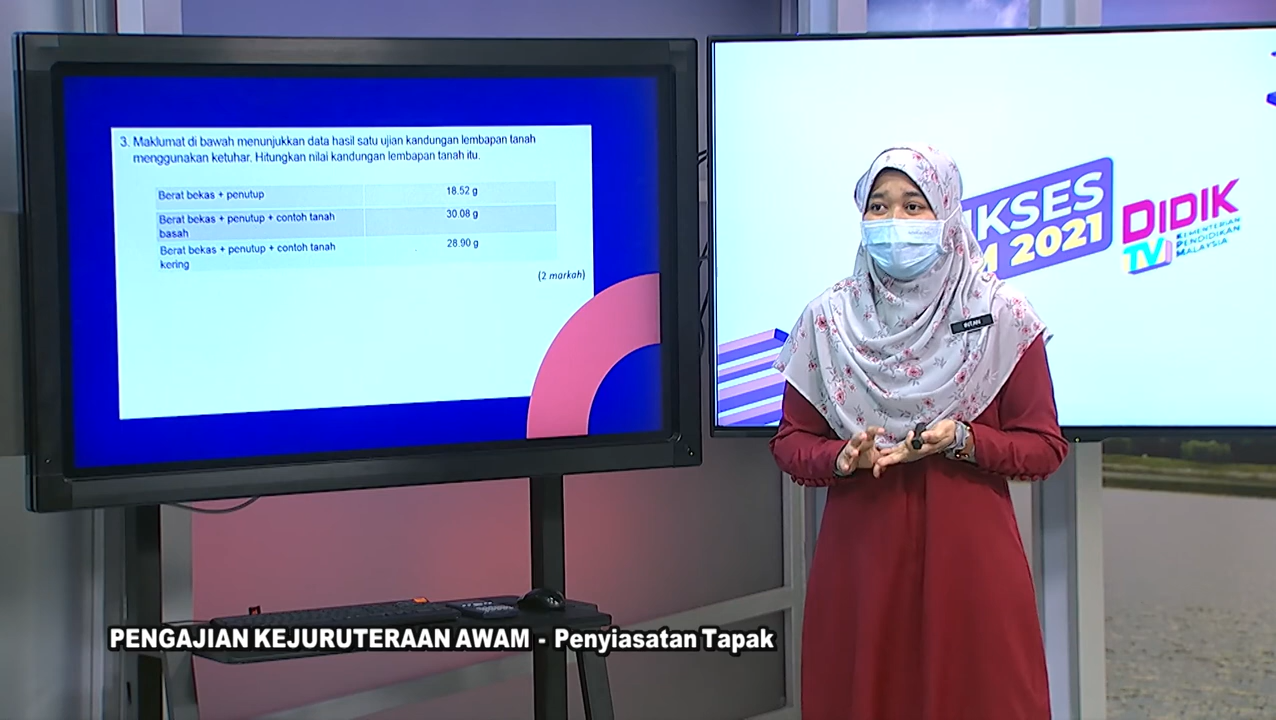 3. Maklumat di bawah menunjukkan data hasil satu ujian kandungan lembapan tanah
menggunakan ketuhar. Hitungkan nilai kandungan lembapan tanah itu.
Berat bekas + penutup 18.52 g
Berat bekas + penutup + contoh tanah 30.08 g
basah
Berat bekas + penutup + contoh tanah 28.90 g
kering
(2 markah)
KSES
M 2021
DIDIK
TV
KEMENTERIAN
PENDIDIKAN
MALAYSIA
INTAN
PENGAJIAN KEJURUTERAAN AWAM - Penyiasatan Tapak